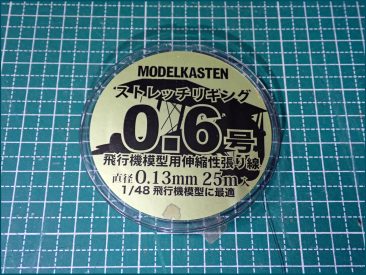 MODELKASTEN
ストレッチリギング
0.6号
飛行機模型用伸縮性張り線
直径0.13mm 25m入
1/48 飛行機模型に最適